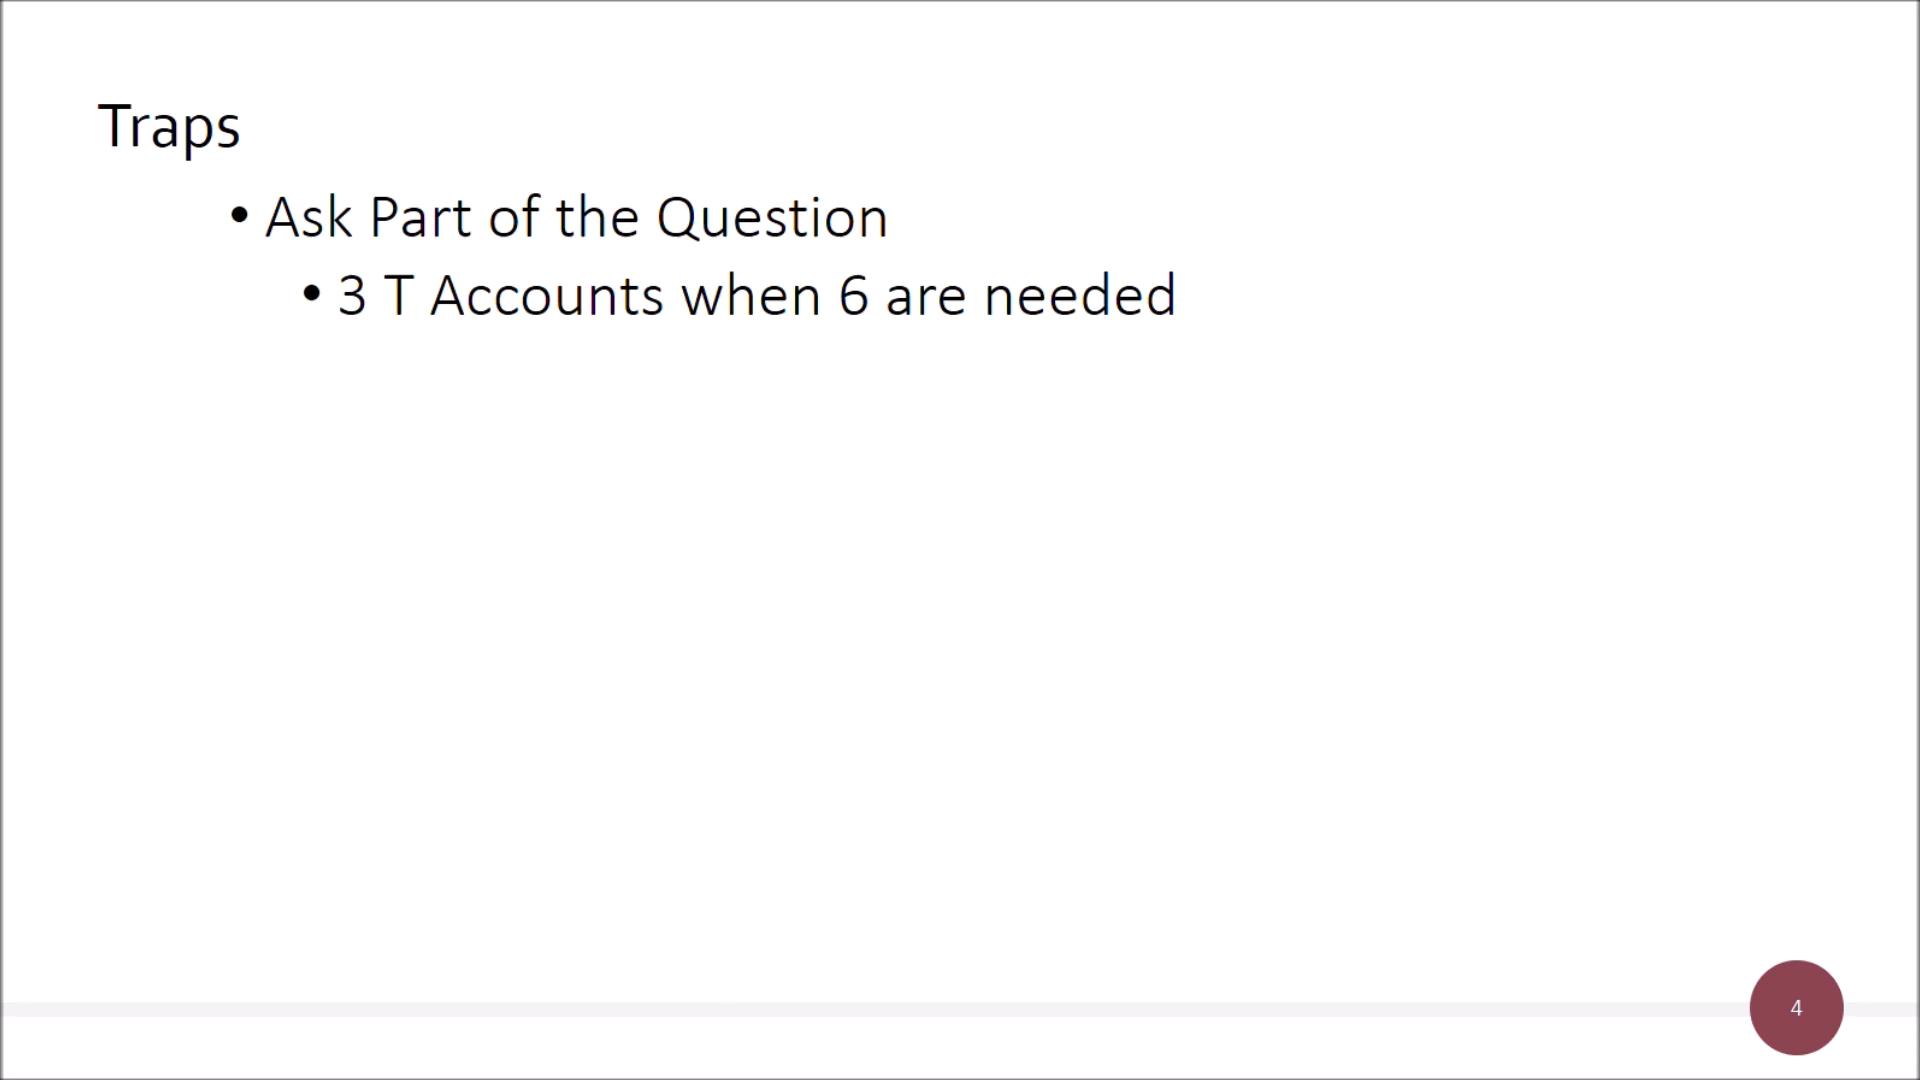 Traps
• Ask Part of the Question
• 3 T Accounts when 6 are needed
4